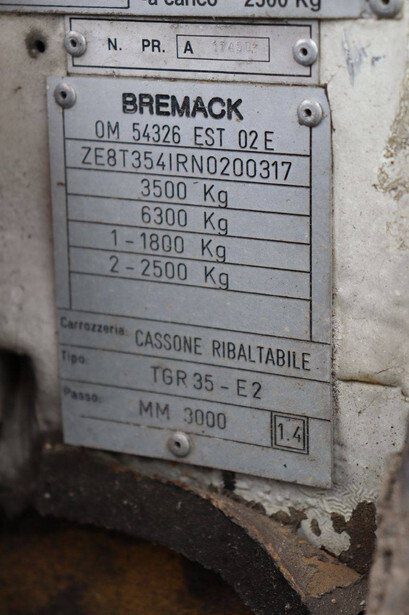 a carico 2500 Kg
N. PR. A
BREMACK
OM 54326 EST 02 E
ZE8T354IRN0200317
3500 Kg
6300 Kg
1 - 1800 Kg
2 - 2500 Kg
Carrozzeria: CASSONE RIBALTABILE
Tipo: TGR 35 - E2
Passo: MM 3000
1.4